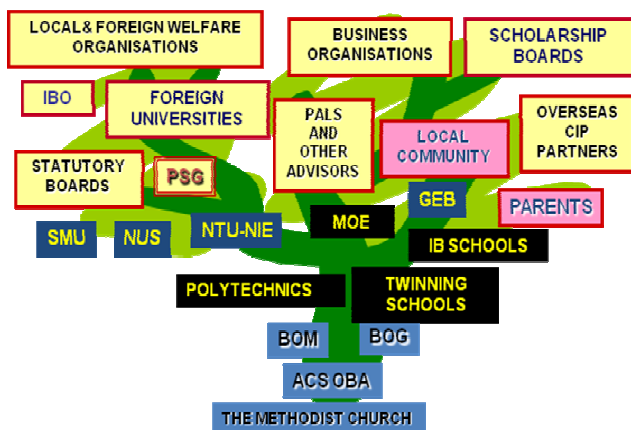 LOCAL& FOREIGN WELFARE
ORGANISATIONS
BUSINESS
ORGANISATIONS
SCHOLARSHIP
BOARDS
IBO
FOREIGN
UNIVERSITIES
PALS
AND
OTHER
ADVISORS
LOCAL
COMMUNITY
OVERSEAS
CIP
PARTNERS
STATUTORY
BOARDS
PSG
GEB
PARENTS
SMU
NUS
NTU-NIE
MOE
IB SCHOOLS
POLYTECHNICS
TWINNING
SCHOOLS
BOM
BOG
ACS OBA
THE METHODIST CHURCH